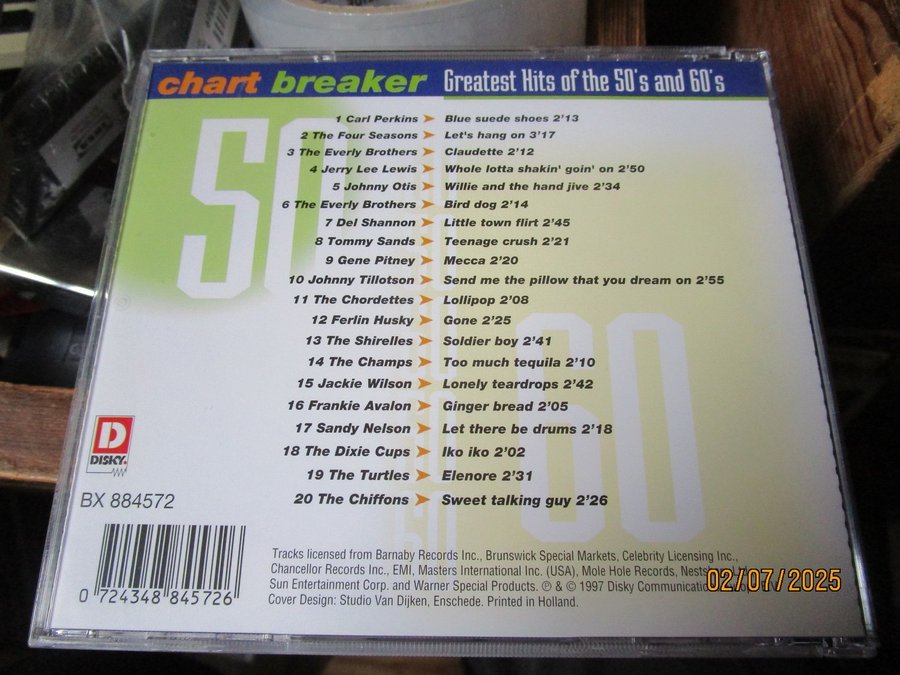 chart breaker Greatest Hits of the 50's and 60's
50
1 Carl Perkins ➤ Blue suede shoes 2'13
2 The Four Seasons ➤ Let's hang on 3'17
3 The Everly Brothers ➤ Claudette 2'12
4 Jerry Lee Lewis ➤ Whole lotta shakin' goin' on 2'50
5 Johnny Otis ➤ Willie and the hand jive 2'34
6 The Everly Brothers ➤ Bird dog 2'14
7 Del Shannon ➤ Little town flirt 2'45
8 Tommy Sands ➤ Teenage crush 2'21
9 Gene Pitney ➤ Mecca 2'20
10 Johnny Tillotson ➤ Send me the pillow that you dream on 2'55
11 The Chordettes ➤ Lollipop 2'08
12 Ferlin Husky ➤ Gone 2'25
13 The Shirelles ➤ Soldier boy 2'41
14 The Champs ➤ Too much tequila 2'10
15 Jackie Wilson ➤ Lonely teardrops 2'42
16 Frankie Avalon ➤ Ginger bread 2'05
17 Sandy Nelson ➤ Let there be drums 2'18
18 The Dixie Cups ➤ Iko iko 2'02
19 The Turtles ➤ Elenore 2'31
20 The Chiffons ➤ Sweet talking guy 2'26
60
D
DISKY
BX 884572
0 724348 845726
Tracks licensed from Barnaby Records Inc., Brunswick Special Markets, Celebrity Licensing Inc.,
Chancellor Records Inc., EMI, Masters International Inc. (USA), Mole Hole Records,
Sun Entertainment Corp. and Warner Special Products. ℗ & © 1997 Disky
Cover Design: Studio Van Dijken, Enschede. Printed in Holland.
02/07/2025